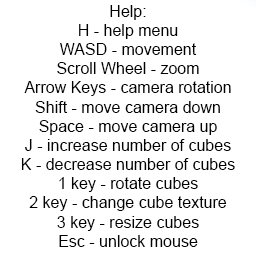 Help:
H - help menu
WASD - movement
Scroll Wheel - zoom
Arrow Keys - camera rotation
Shift - move camera down
Space - move camera up
J - increase number of cubes
K - decrease number of cubes
1 key - rotate cubes
2 key - change cube texture
3 key - resize cubes
Esc - unlock mouse